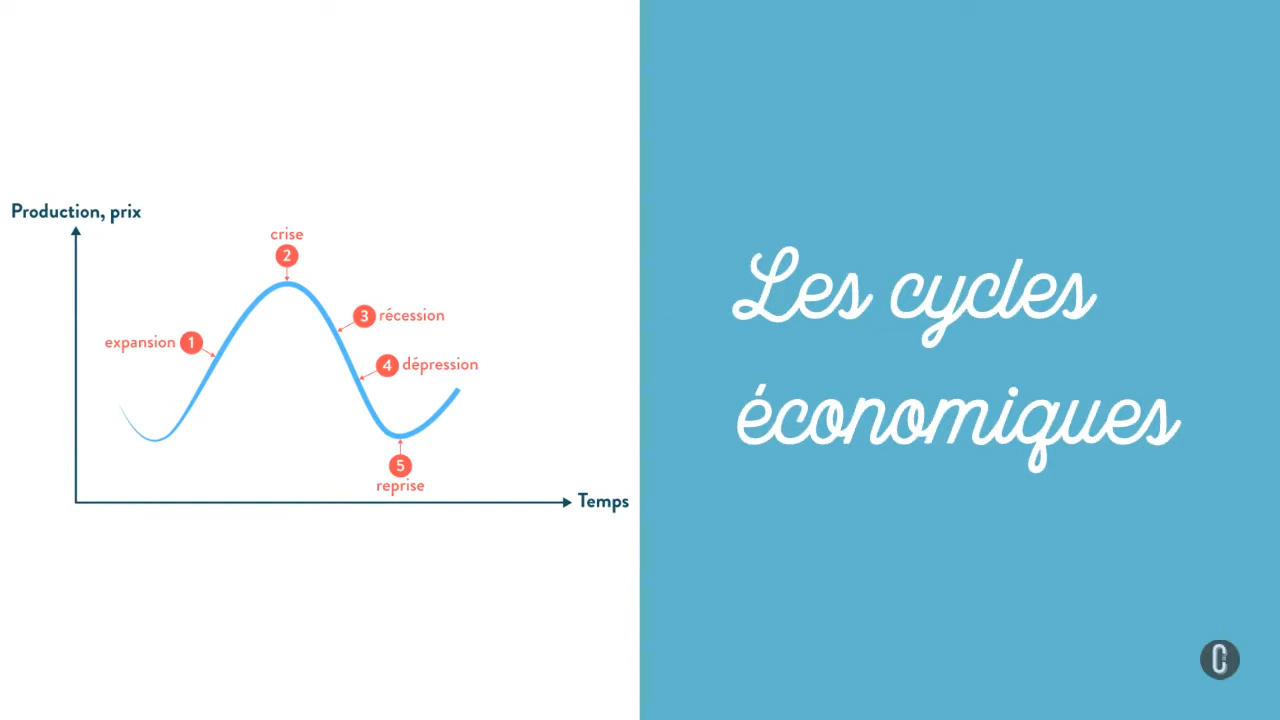 Production, prix
crise
2
3 récession
expansion 1
4 dépression
5
reprise
Temps
Les cycles
économiques
C